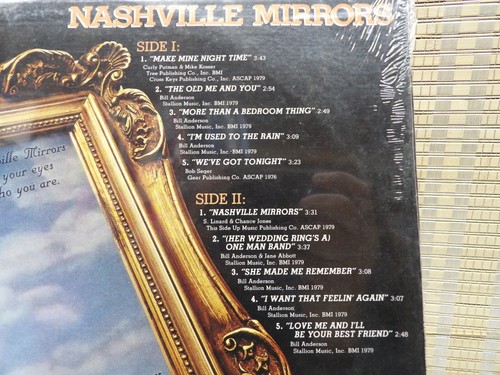 NASHVILLE MIRRORS
SIDE I:
1. "MAKE MINE NIGHT TIME" • 3:43
Curly Putman & Mike Kosser
Tree Publishing Co., Inc. BMI
Cross Keys Publishing Co., Inc. ASCAP 1979
2. "THE OLD ME AND YOU" • 2:54
Bill Anderson
Stallion Music, Inc. BMI 1979
3. "MORE THAN A BEDROOM THING" • 2:49
Bill Anderson
Stallion Music, Inc. BMI 1979
4. "I'M USED TO THE RAIN" • 3:09
Bill Anderson
Stallion Music, Inc. BMI 1979
5. "WE'VE GOT TONIGHT" • 3:23
Bob Seger
Gear Publishing Co. ASCAP 1976
SIDE II:
1. "NASHVILLE MIRRORS" • 3:31
S. Linard & Chance Jones
This Side Up Music Publishing Co. ASCAP 1979
2. "(HER WEDDING RING'S A)
ONE MAN BAND" • 3:37
Bill Anderson & Jane Abbott
Stallion Music, Inc. BMI 1979
3. "SHE MADE ME REMEMBER" • 3:08
Bill Anderson
Stallion Music, Inc. BMI 1979
4. "I WANT THAT FEELIN' AGAIN" • 3:07
Bill Anderson
Stallion Music, Inc. BMI 1979
5. "LOVE ME AND I'LL
BE YOUR BEST FRIEND" • 2:48
Bill Anderson
Stallion Music, Inc. BMI 1979
ville Mirrors
your eyes
ho you are.